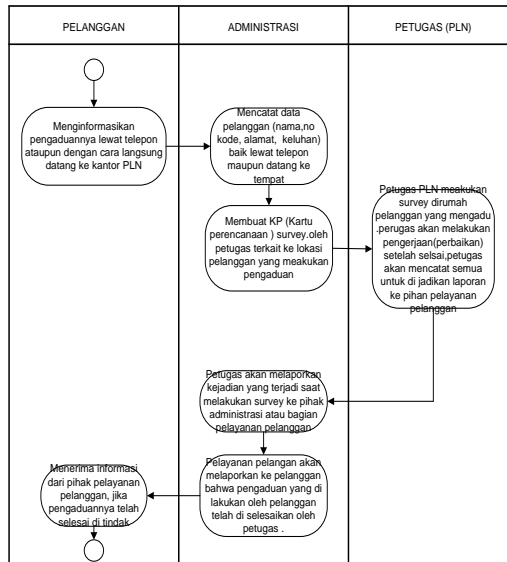 PELANGGAN
ADMINISTRASI
PETUGAS (PLN)
Menginformasikan
pengaduannya lewat telepon
ataupun dengan cara langsung
datang ke kantor PLN
Mencatat data
pelanggan (nama,no
kode, alamat, keluhan)
baik lewat telepon
maupun datang ke
tempat
Membuat KP (Kartu
perencanaan ) survey.oleh
petugas terkait ke lokasi
pelanggan yang meakukan
pengaduan
Petugas PLN meakukan
survey dirumah
pelanggan yang mengadu
.perugas akan melakukan
pengerjaan(perbaikan)
setelah selsai,petugas
akan mencatat semua
untuk di jadikan laporan
ke pihan pelayanan
pelanggan
Petugas akan melaporkan
kejadian yang terjadi saat
melakukan survey ke pihak
administrasi atau bagian
pelayanan pelanggan
Pelayanan pelangan akan
melaporkan ke pelanggan
bahwa pengaduan yang di
lakukan oleh pelanggan
telah di selesaikan oleh
petugas .
Menerima informasi
dari pihak pelayanan
pelanggan, jika
pengaduannya telah
selesai di tindak